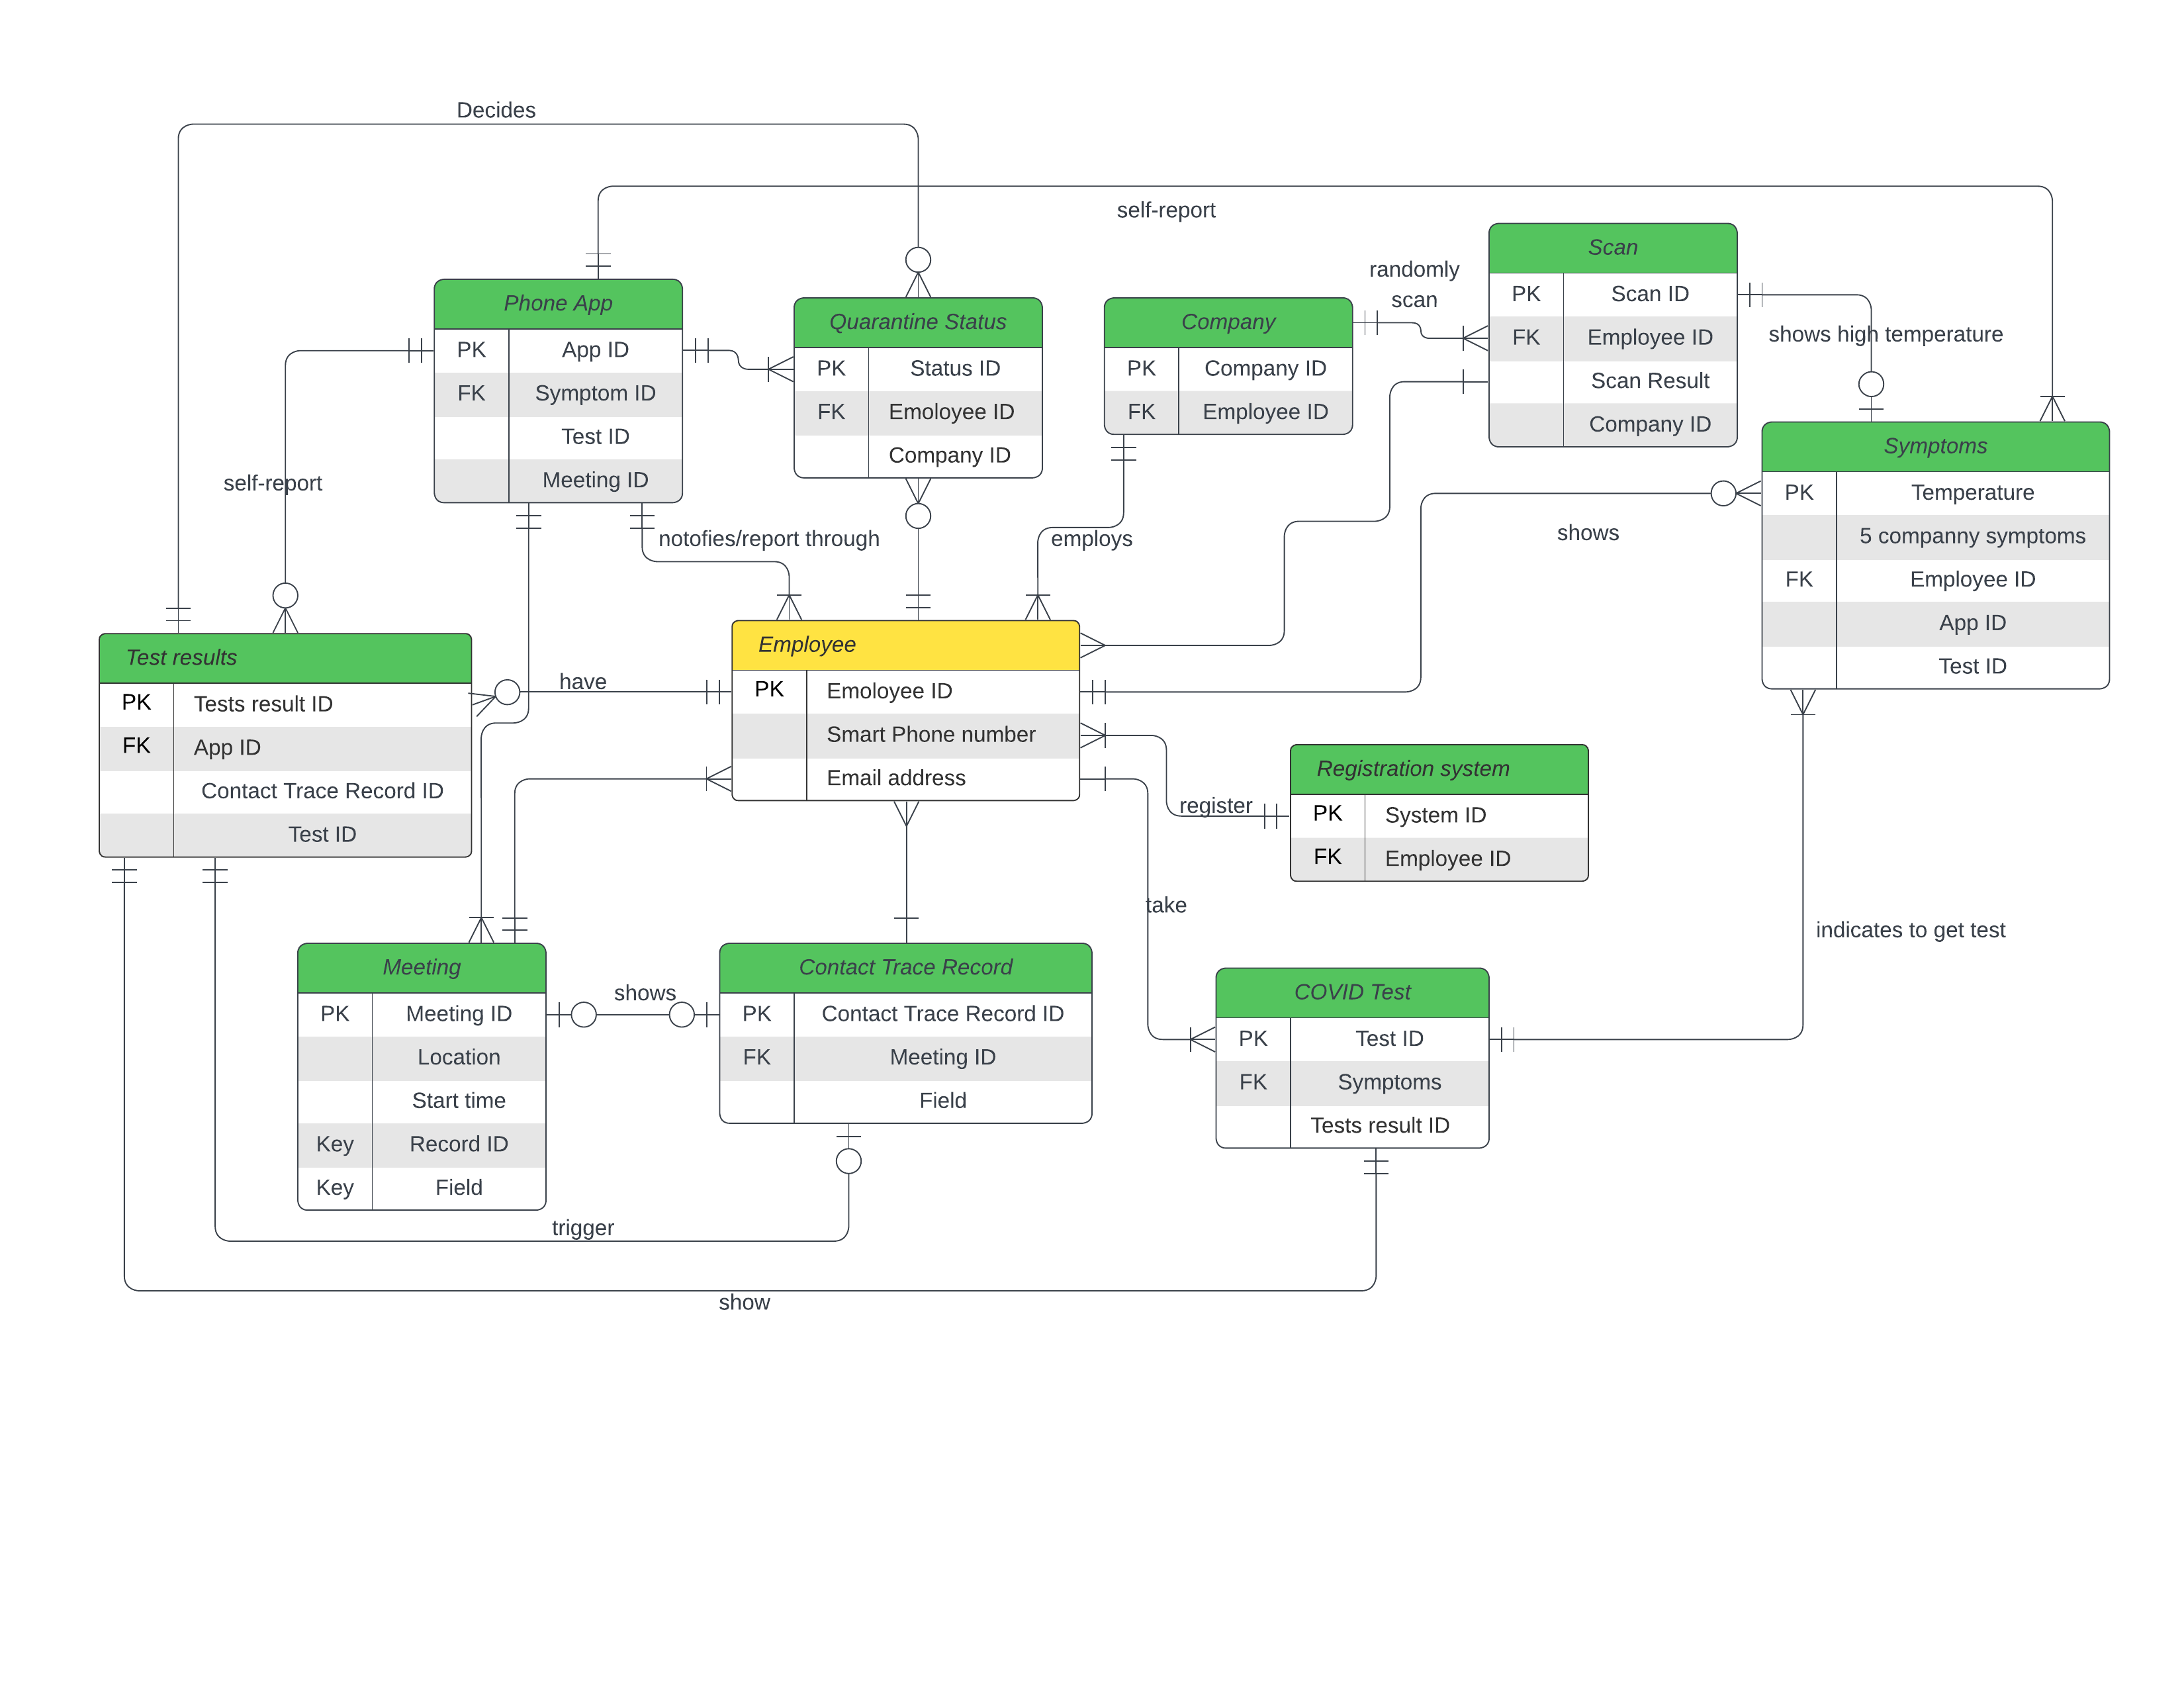 Decides
self-report
randomly
scan
Scan
PK Scan ID
FK Employee ID
Scan Result
Company ID
shows high temperature
Phone App
PK App ID
FK Symptom ID
Test ID
Meeting ID
Quarantine Status
PK Status ID
FK Emoloyee ID
Company ID
Company
PK Company ID
FK Employee ID
Symptoms
PK Temperature
5 companny symptoms
FK Employee ID
App ID
Test ID
self-report
notofies/report through
employs
shows
Test results
PK Tests result ID
FK App ID
Contact Trace Record ID
Test ID
have
Employee
PK Emoloyee ID
Smart Phone number
Email address
Registration system
PK System ID
FK Employee ID
register
take
indicates to get test
Meeting
PK Meeting ID
Location
Start time
Key Record ID
Key Field
shows
Contact Trace Record
PK Contact Trace Record ID
FK Meeting ID
Field
COVID Test
PK Test ID
FK Symptoms
Tests result ID
trigger
show